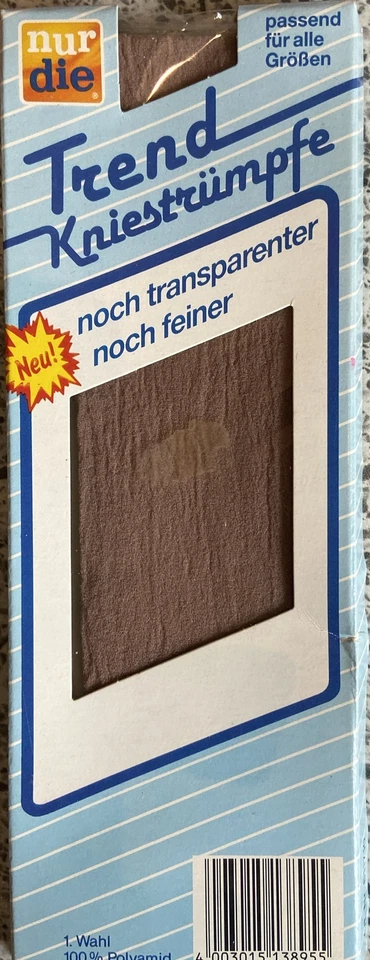 nur
die
passend
für alle
Größen
Trend
Kniestrümpfe
noch transparenter
noch feiner
Neu!
1. Wahl
100% Polyamid
4 003015 138955